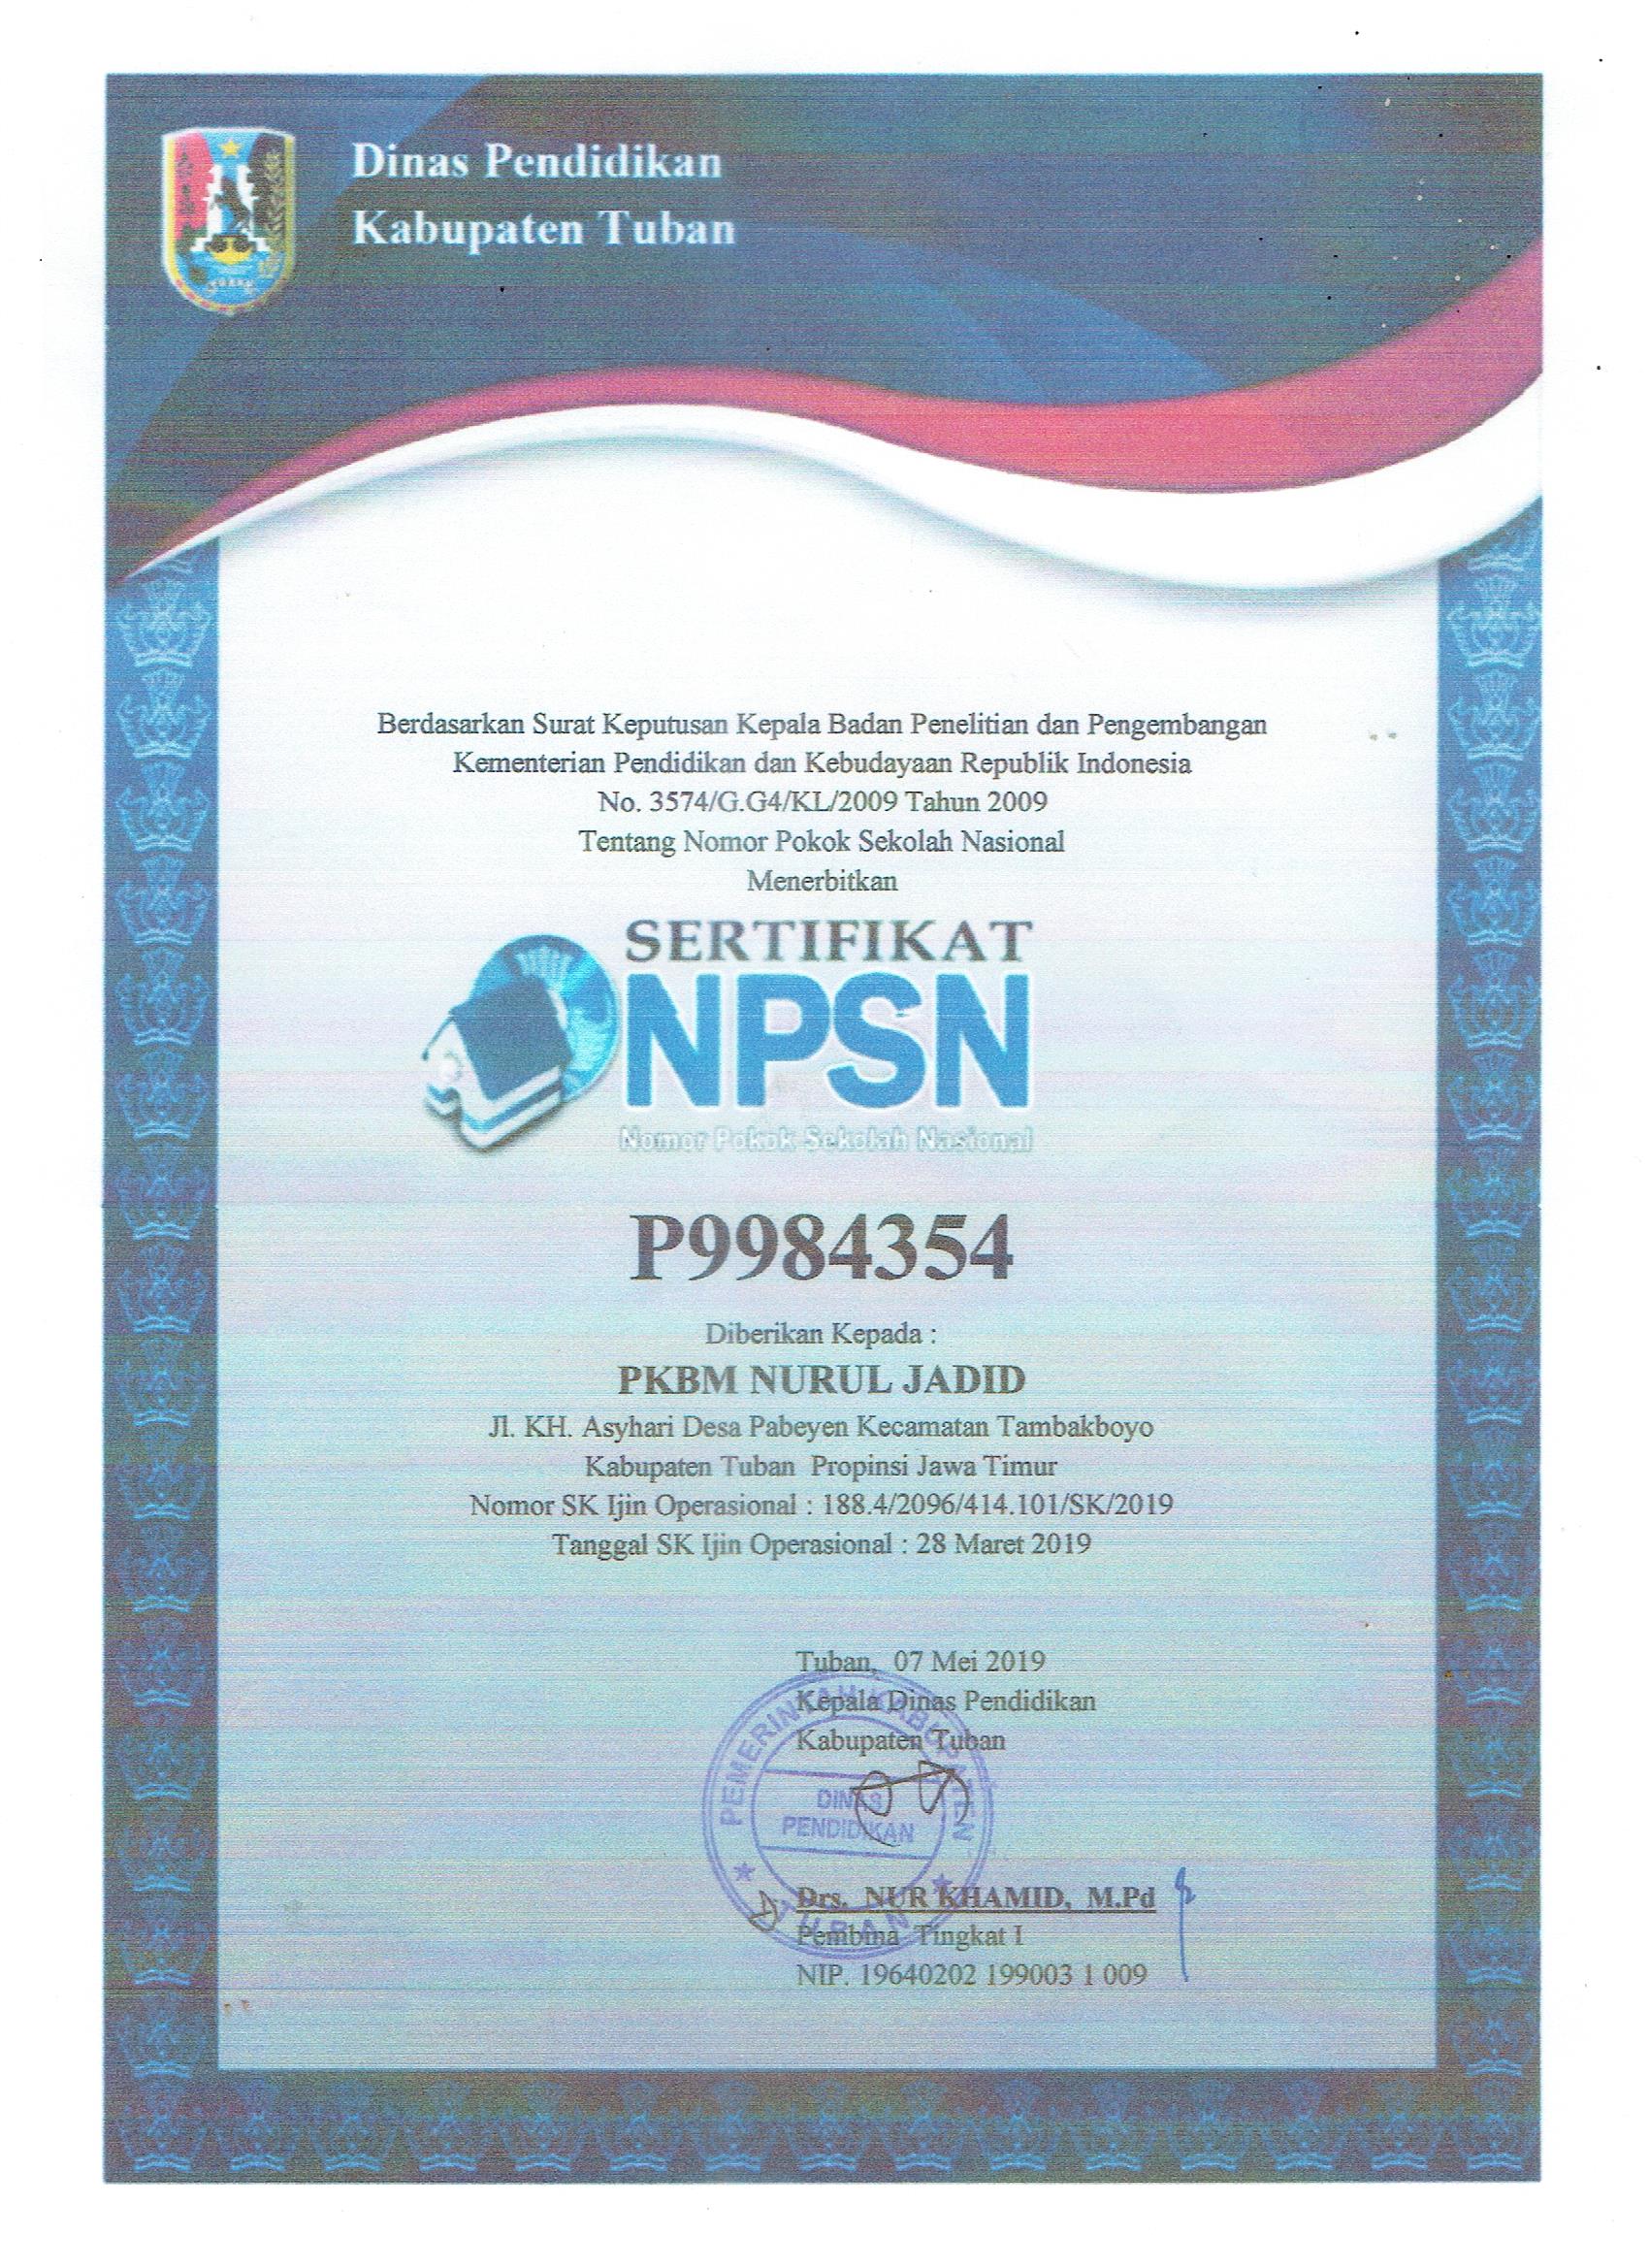 Dinas Pendidikan
Kabupaten Tuban
Berdasarkan Surat Keputusan Kepala Badan Penelitian dan Pengembangan
Kementerian Pendidikan dan Kebudayaan Republik Indonesia
No. 3574/G.G4/KL/2009 Tahun 2009
Tentang Nomor Pokok Sekolah Nasional
Menerbitkan
SERTIFIKAT
NPSN
Nomor Pokok Sekolah Nasional
P9984354
Diberikan Kepada :
PKBM NURUL JADID
Jl. KH. Asyhari Desa Pabeyen Kecamatan Tambakboyo
Kabupaten Tuban Propinsi Jawa Timur
Nomor SK Ijin Operasional : 188.4/2096/414.101/SK/2019
Tanggal SK Ijin Operasional : 28 Maret 2019
Tuban, 07 Mei 2019
Kepala Dinas Pendidikan
Kabupaten Tuban
PEMERINTAH KABUPATEN
DINAS
PENDIDIKAN
TUBAN
Drs. NUR KHAMID, M.Pd
Pembina Tingkat I
NIP. 19640202 199003 1 009